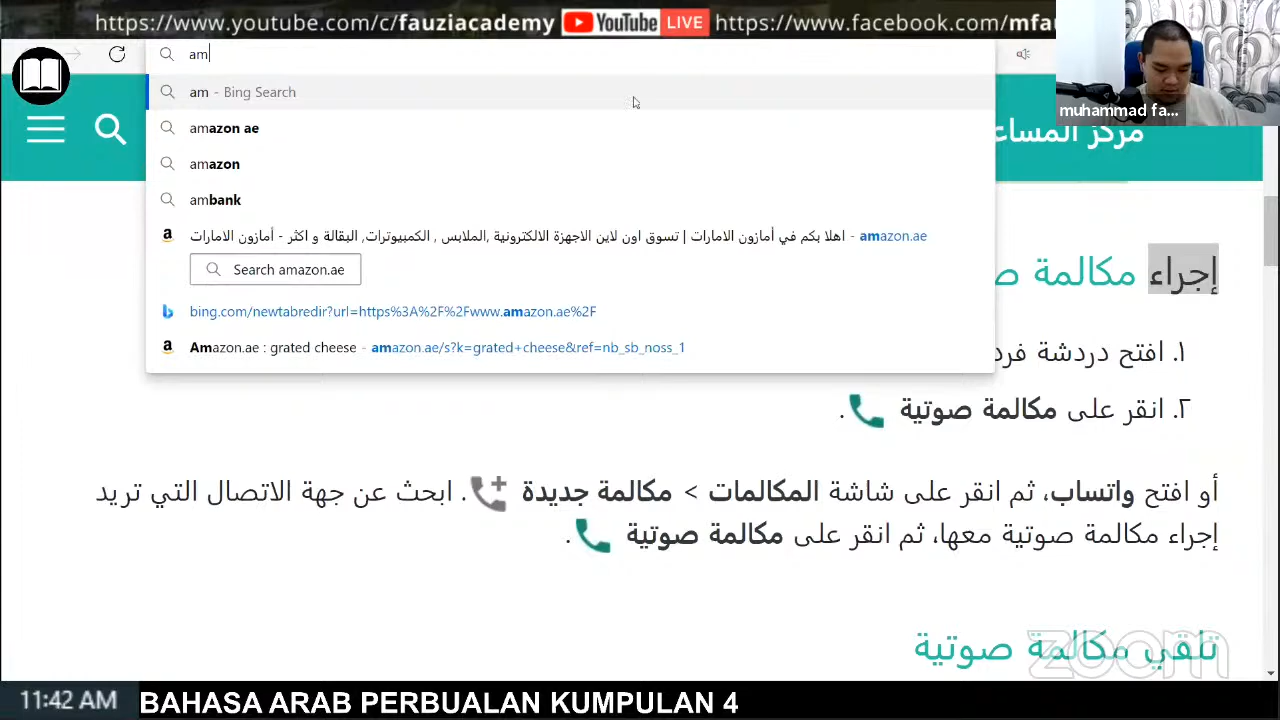 https://www.youtube.com/c/fauziacademy YouTube LIVE https://www.facebook.com/mfau
am
muhammad fa...
am - Bing Search
amazon ae
مركز المساع
amazon
ambank
اهلا بكم في أمازون الامارات | تسوق اون لاين الاجهزة الالكترونية ,الملابس , الكمبيوترات, البقالة و اكثر - أمازون الامارات - amazon.ae
Search amazon.ae
إجراء مكالمة ص
bing.com/newtabredir?url=https%3A%2F%2Fwww.amazon.ae%2F
Amazon.ae : grated cheese - amazon.ae/s?k=grated+cheese&ref=nb_sb_noss_1
١. افتح دردشة فرد
٢. انقر على مكالمة صوتية .
أو افتح واتساب، ثم انقر على شاشة المكالمات > مكالمة جديدة . ابحث عن جهة الاتصال التي تريد
إجراء مكالمة صوتية معها، ثم انقر على مكالمة صوتية .
تلقي مكالمة صوتية
zoom
11:42 AM BAHASA ARAB PERBUALAN KUMPULAN 4